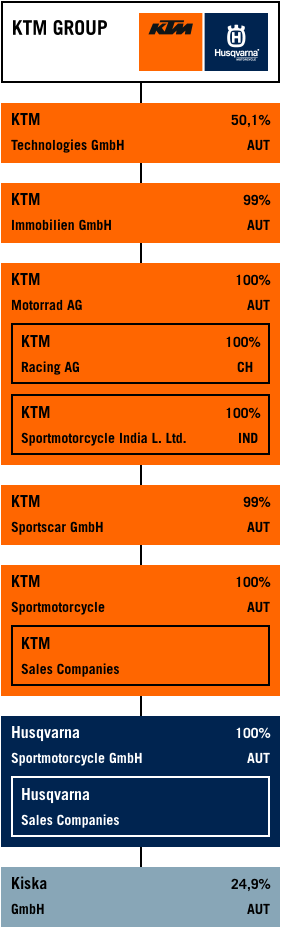 KTM GROUP
KTM
Husqvarna
MOTORCYCLES
KTM 50,1%
Technologies GmbH AUT
KTM 99%
Immobilien GmbH AUT
KTM 100%
Motorrad AG AUT
KTM 100%
Racing AG CH
KTM 100%
Sportmotorcycle India L. Ltd. IND
KTM 99%
Sportscar GmbH AUT
KTM 100%
Sportmotorcycle AUT
KTM
Sales Companies
Husqvarna 100%
Sportmotorcycle GmbH AUT
Husqvarna
Sales Companies
Kiska 24,9%
GmbH AUT